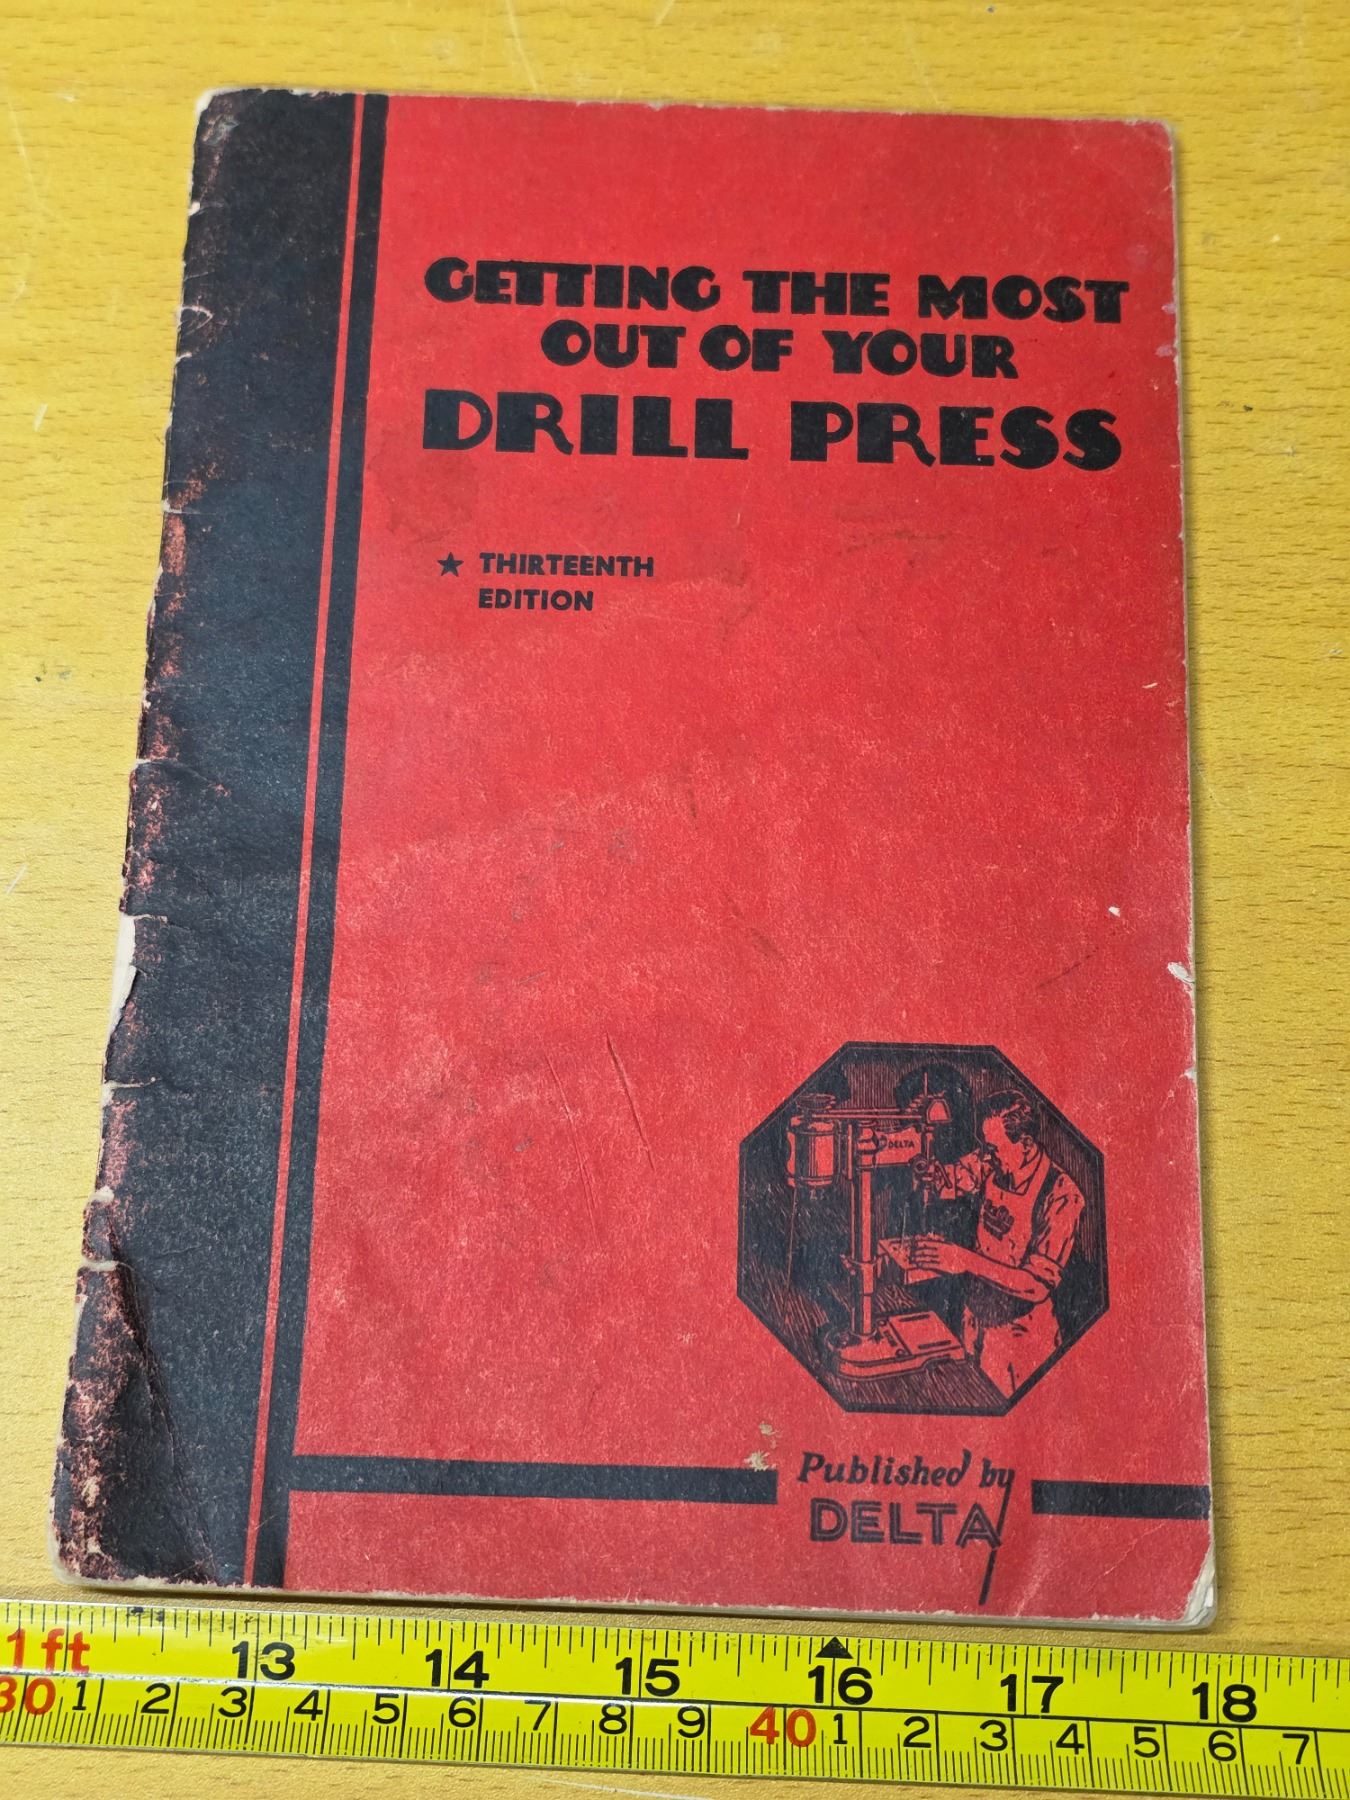 GETTING THE MOST
OUT OF YOUR
DRILL PRESS
★ THIRTEENTH
EDITION
DELTA
Published by
DELTA
1 ft 13 14 15 16 17 18
30 1 2 3 4 5 6 7 8 9 40 1 2 3 4 5 6 7